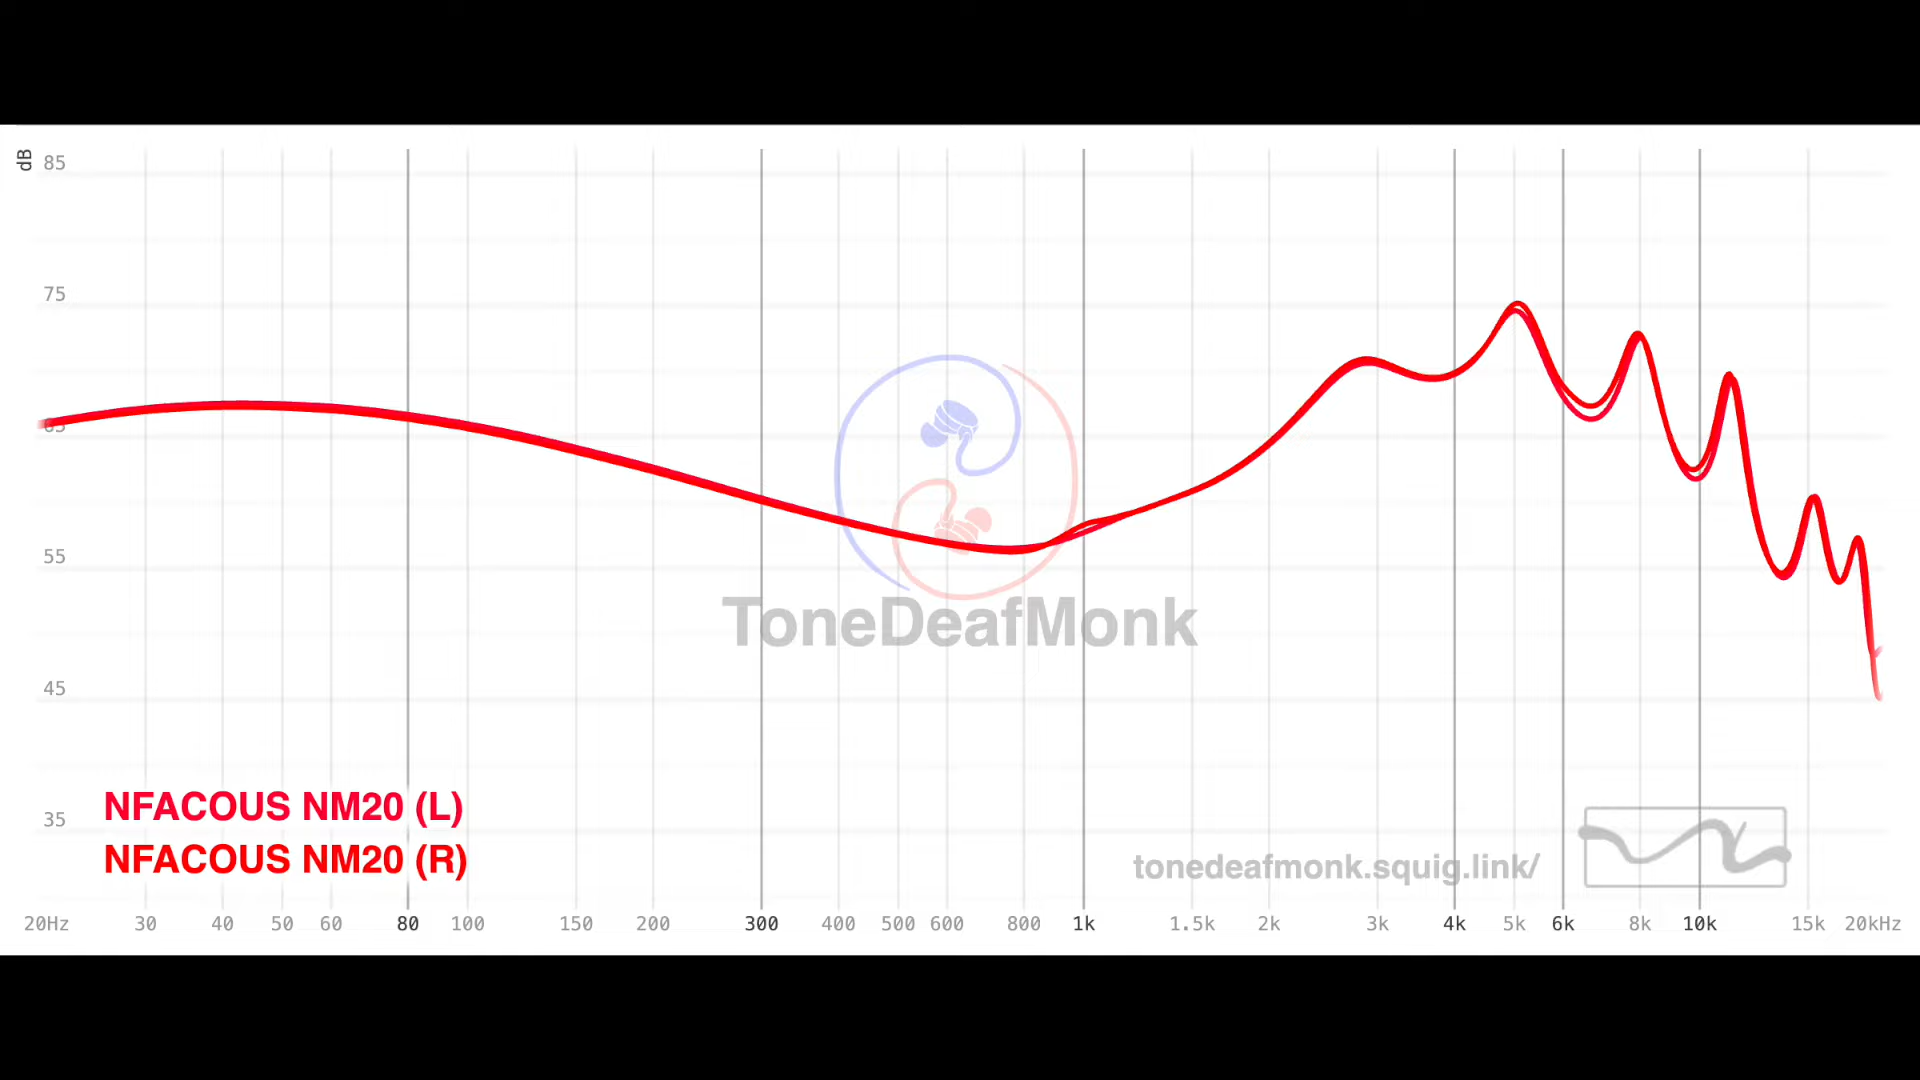 dB
85
75
65
55
45
35
ToneDeafMonk
NFACOUS NM20 (L)
NFACOUS NM20 (R)
tonedeafmonk.squig.link/
20Hz 30 40 50 60 80 100 150 200 300 400 500 600 800 1k 1.5k 2k 3k 4k 5k 6k 8k 10k 15k 20kHz